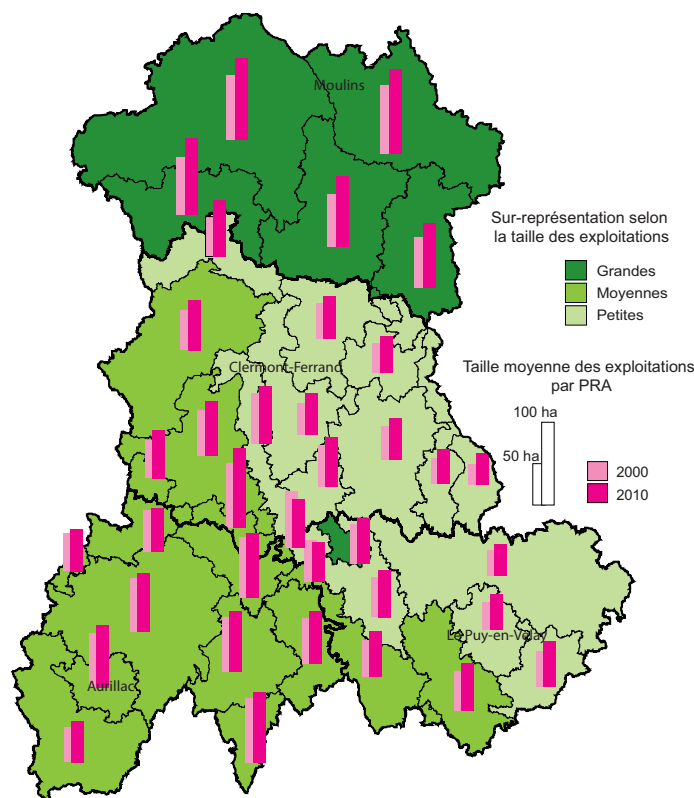 Moulins
Sur-représentation selon
la taille des exploitations
Grandes
Moyennes
Petites
Clermont-Ferrand
Taille moyenne des exploitations
par PRA
100 ha
50 ha
2000
2010
Le Puy-en-Velay
Aurillac